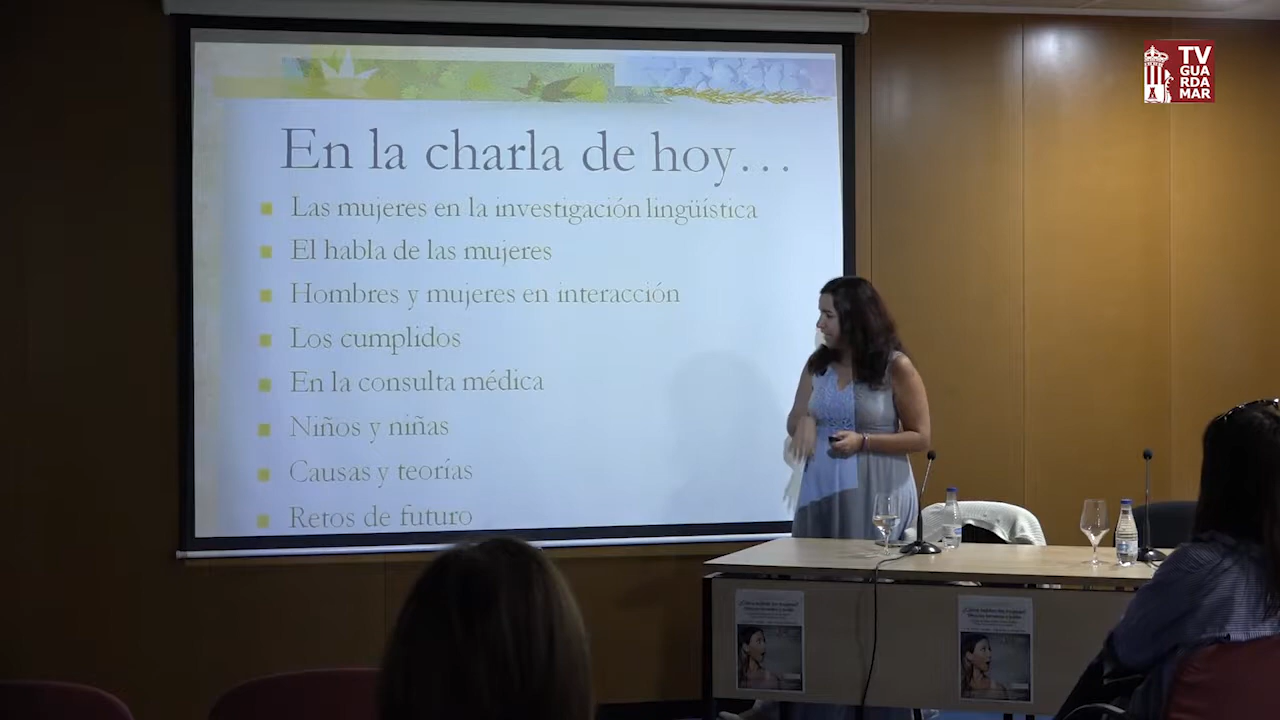 TV
GUA
RDA
MAR
En la charla de hoy…
Las mujeres en la investigación lingüística
El habla de las mujeres
Hombres y mujeres en interacción
Los cumplidos
En la consulta médica
Niños y niñas
Causas y teorías
Retos de futuro